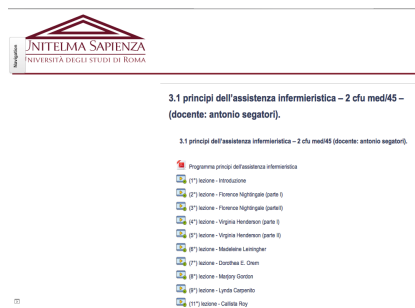 Navigation
UNITELMA SAPIENZA
UNIVERSITÀ DEGLI STUDI DI ROMA
3.1 principi dell'assistenza infermieristica – 2 cfu med/45 –
(docente: antonio segatori).
3.1 principi dell'assistenza infermieristica – 2 cfu med/45 (docente: antonio segatori).
Programma principi dell'assistenza infermieristica
(1°) lezione - Introduzione
(2°) lezione - Florence Nightingale (parte I)
(3°) lezione - Florence Nightingale (parteII)
(4°) lezione - Virginia Henderson (parte I)
(5°) lezione - Virginia Henderson (parte II)
(6°) lezione - Madeleine Leiningher
(7°) lezione - Dorothea E. Orem
(8°) lezione - Marjory Gordon
(9°) lezione - Lynda Carpenito
(11°) lezione - Callista Roy